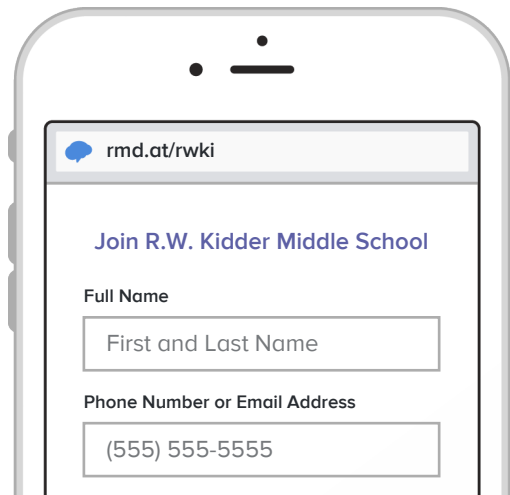 rmd.at/rwki
Join R.W. Kidder Middle School
Full Name
First and Last Name
Phone Number or Email Address
(555) 555-5555